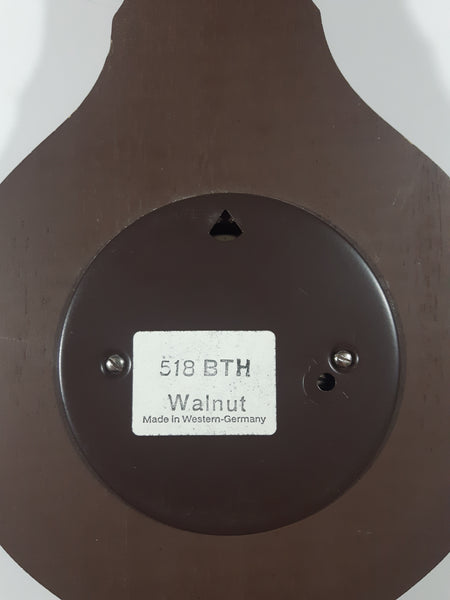 518 BTH
Walnut
Made in Western-Germany